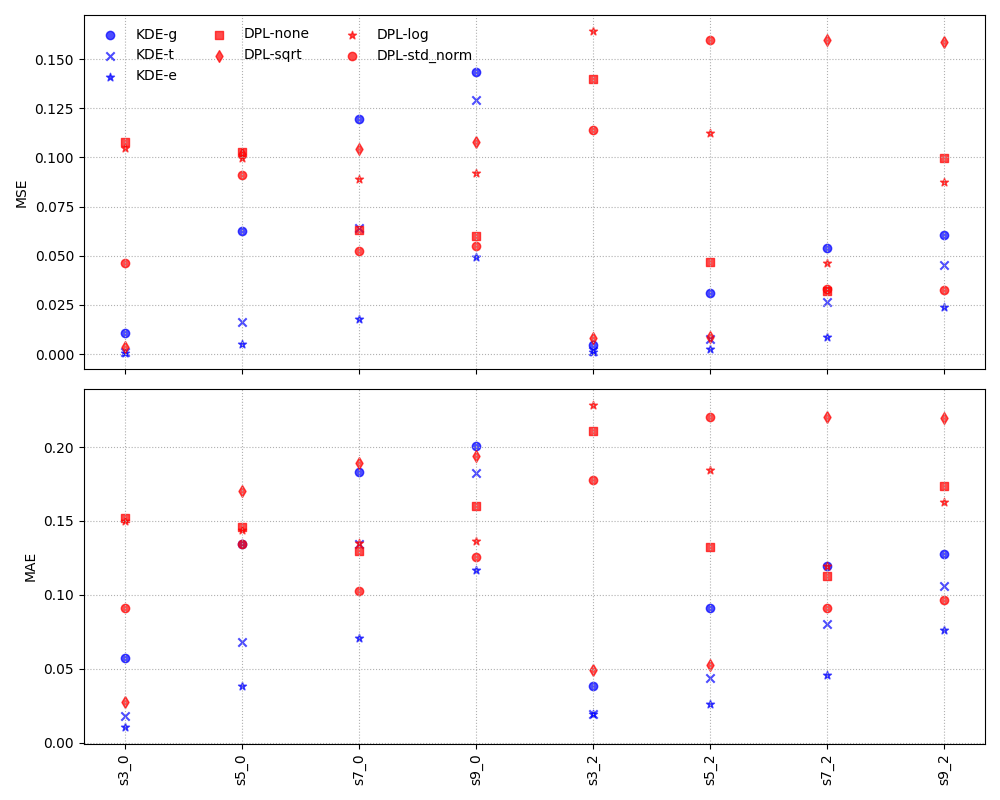 KDE-g DPL-none DPL-log
KDE-t DPL-sqrt DPL-std_norm
KDE-e
0.150
0.125
0.100
0.075
0.050
0.025
0.000
MSE
0.20
0.15
0.10
0.05
0.00
MAE
s3_0 s5_0 s7_0 s9_0 s3_2 s5_2 s7_2 s9_2